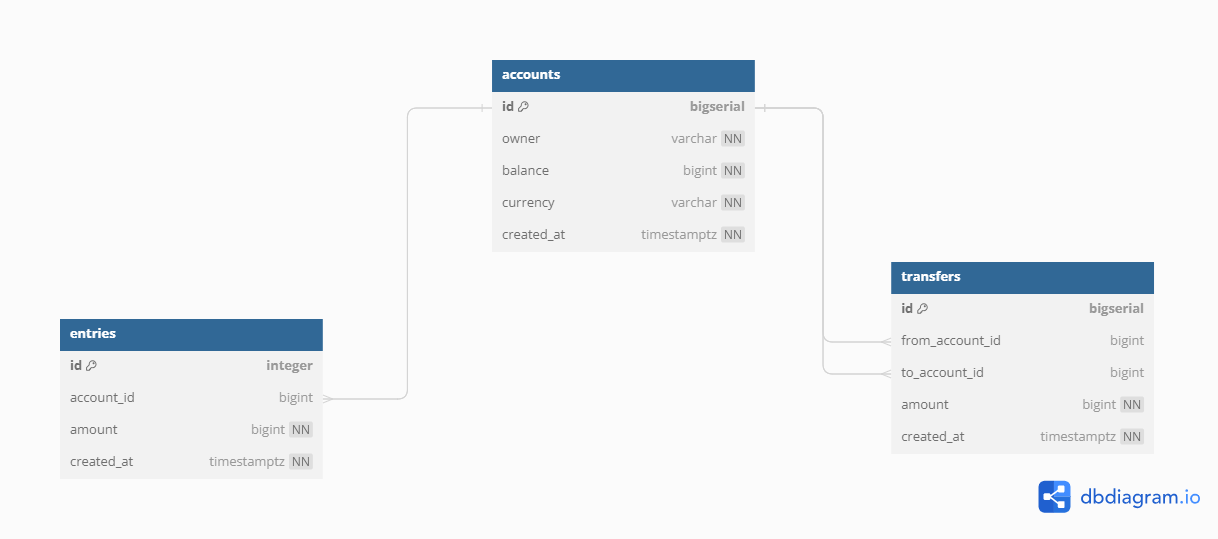 accounts
id bigserial
owner varchar NN
balance bigint NN
currency varchar NN
created_at timestamptz NN
transfers
id bigserial
from_account_id bigint
to_account_id bigint
amount bigint NN
created_at timestamptz NN
entries
id integer
account_id bigint
amount bigint NN
created_at timestamptz NN
dbdiagram.io